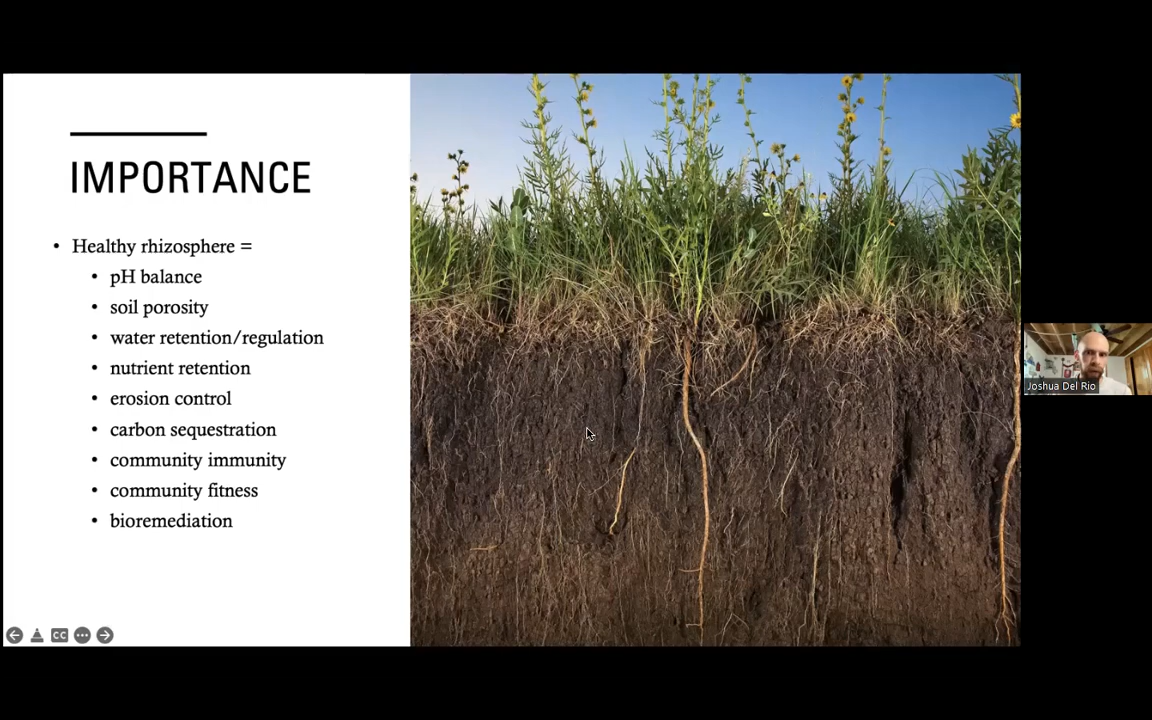 IMPORTANCE
• Healthy rhizosphere =
• pH balance
• soil porosity
• water retention/regulation
• nutrient retention
• erosion control
• carbon sequestration
• community immunity
• community fitness
• bioremediation
CC
Joshua Del Rio